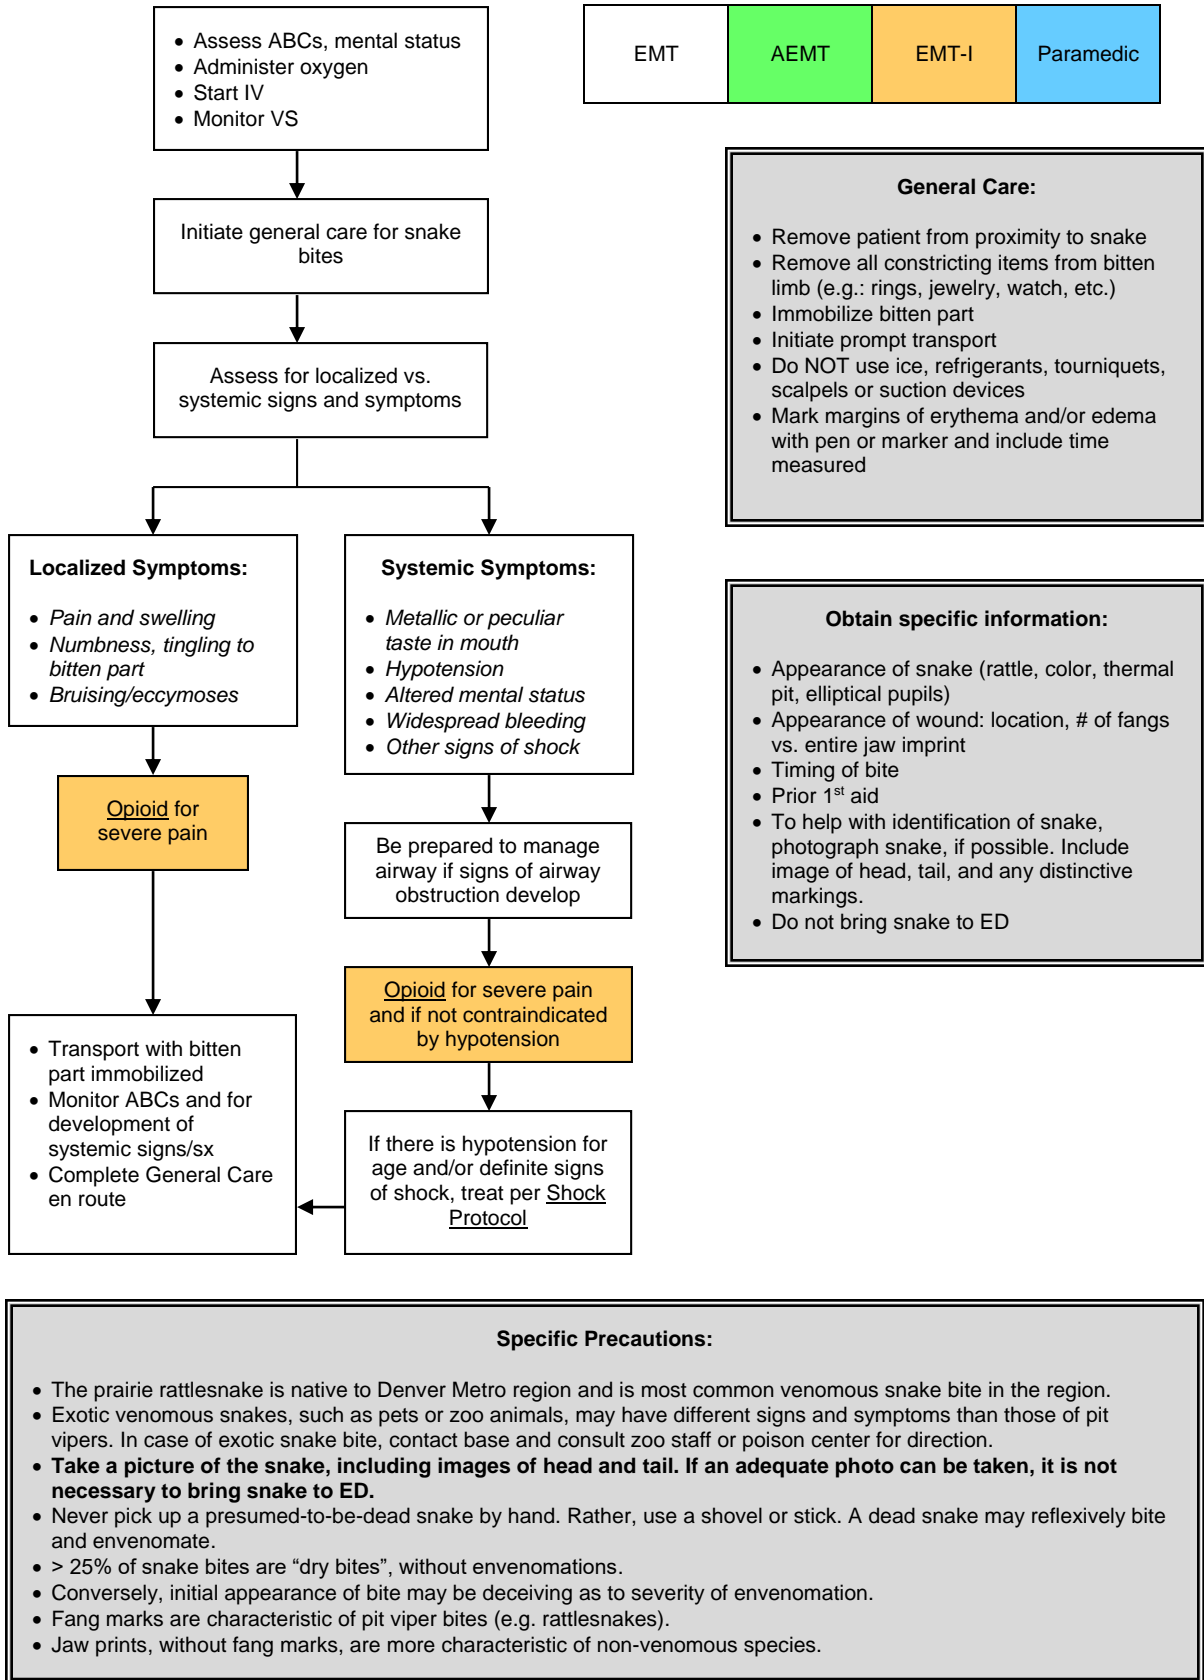 • Assess ABCs, mental status
• Administer oxygen
• Start IV
• Monitor VS
EMT
AEMT
EMT-I
Paramedic
Initiate general care for snake
bites
Assess for localized vs.
systemic signs and symptoms
General Care:
• Remove patient from proximity to snake
• Remove all constricting items from bitten
limb (e.g.: rings, jewelry, watch, etc.)
• Immobilize bitten part
• Initiate prompt transport
• Do NOT use ice, refrigerants, tourniquets,
scalpels or suction devices
• Mark margins of erythema and/or edema
with pen or marker and include time
measured
Localized Symptoms:
• Pain and swelling
• Numbness, tingling to
bitten part
• Bruising/eccymoses
Systemic Symptoms:
• Metallic or peculiar
taste in mouth
• Hypotension
• Altered mental status
• Widespread bleeding
• Other signs of shock
Obtain specific information:
• Appearance of snake (rattle, color, thermal
pit, elliptical pupils)
• Appearance of wound: location, # of fangs
vs. entire jaw imprint
• Timing of bite
• Prior 1st aid
• To help with identification of snake,
photograph snake, if possible. Include
image of head, tail, and any distinctive
markings.
• Do not bring snake to ED
Opioid for
severe pain
Be prepared to manage
airway if signs of airway
obstruction develop
Opioid for severe pain
and if not contraindicated
by hypotension
• Transport with bitten
part immobilized
• Monitor ABCs and for
development of
systemic signs/sx
• Complete General Care
en route
If there is hypotension for
age and/or definite signs
of shock, treat per Shock
Protocol
Specific Precautions:
• The prairie rattlesnake is native to Denver Metro region and is most common venomous snake bite in the region.
• Exotic venomous snakes, such as pets or zoo animals, may have different signs and symptoms than those of pit
vipers. In case of exotic snake bite, contact base and consult zoo staff or poison center for direction.
• Take a picture of the snake, including images of head and tail. If an adequate photo can be taken, it is not
necessary to bring snake to ED.
• Never pick up a presumed-to-be-dead snake by hand. Rather, use a shovel or stick. A dead snake may reflexively bite
and envenomate.
• > 25% of snake bites are “dry bites”, without envenomations.
• Conversely, initial appearance of bite may be deceiving as to severity of envenomation.
• Fang marks are characteristic of pit viper bites (e.g. rattlesnakes).
• Jaw prints, without fang marks, are more characteristic of non-venomous species.